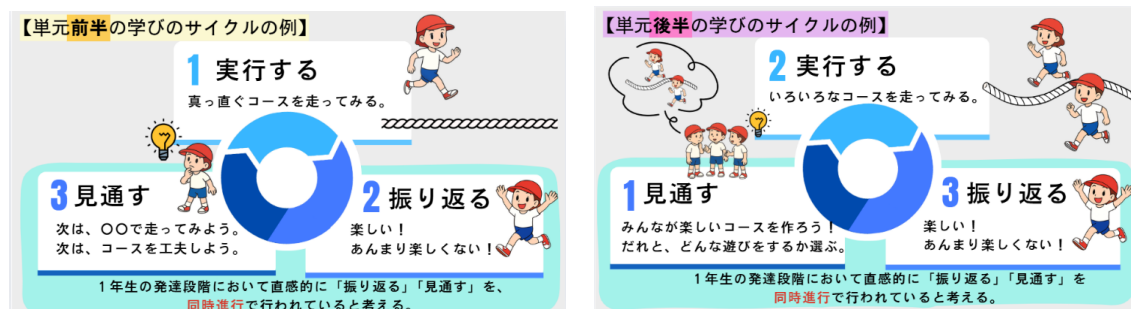 【単元前半の学びのサイクルの例】
1 実行する
真っ直ぐコースを走ってみる。
3 見通す
次は、〇〇で走ってみよう。
次は、コースを工夫しよう。
2 振り返る
楽しい！
あんまり楽しくない！
1年生の発達段階において直感的に「振り返る」「見通す」を、
同時進行で行われていると考える。
【単元後半の学びのサイクルの例】
2 実行する
いろいろなコースを走ってみる。
1 見通す
みんなが楽しいコースを作ろう！
だれと、どんな遊びをするか選ぶ。
3 振り返る
楽しい！
あんまり楽しくない！
1年生の発達段階において直感的に「振り返る」「見通す」を
同時進行で行われていると考える。